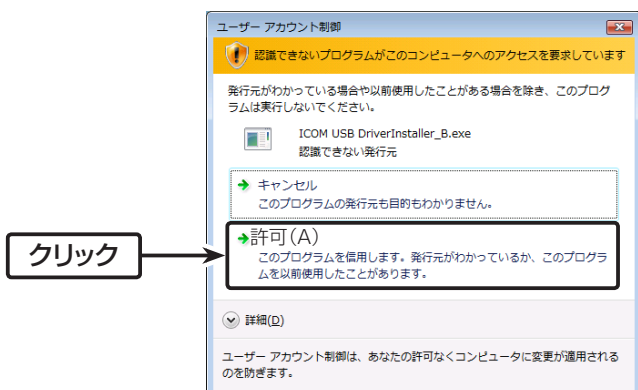 ユーザー アカウント制御
認識できないプログラムがこのコンピュータへのアクセスを要求しています
発行元がわかっている場合や以前使用したことがある場合を除き、このプログ
ラムは実行しないでください。
ICOM USB DriverInstaller_B.exe
認識できない発行元
キャンセル
このプログラムの発行元も目的もわかりません。
許可(A)
クリック
このプログラムを信用します。発行元がわかっているか、このプログラ
ムを以前使用したことがあります。
詳細(D)
ユーザー アカウント制御は、あなたの許可なくコンピュータに変更が適用される
のを防ぎます。